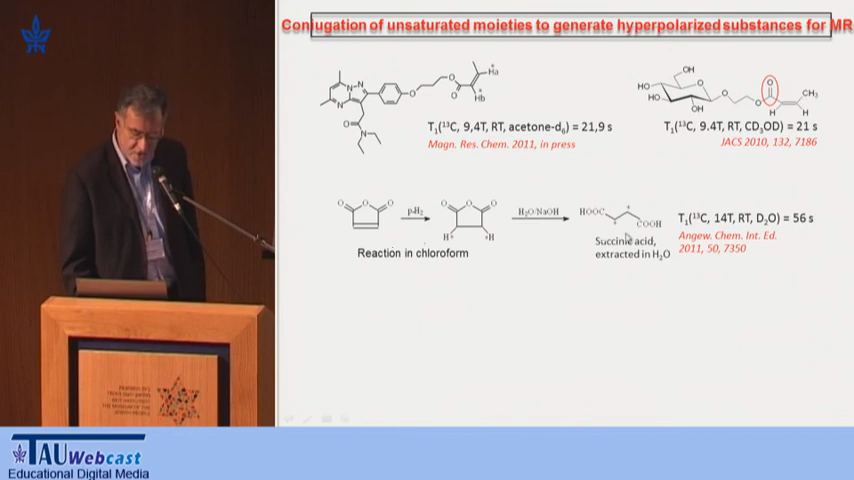 Conjugation of unsaturated moieties to generate hyperpolarized substances for MR
T₁(¹³C, 9,4T, RT, acetone-d₆) = 21,9 s
Magn. Res. Chem. 2011, in press
T₁(¹³C, 9.4T, RT, CD₃OD) = 21 s
JACS 2010, 132, 7186
p-H₂
H₂O/NaOH
HOOC
COOH
Reaction in chloroform
Succinic acid,
extracted in H₂O
T₁(¹³C, 14T, RT, D₂O) = 56 s
Angew. Chem. Int. Ed.
2011, 50, 7350
TAU Webcast
Educational Digital Media